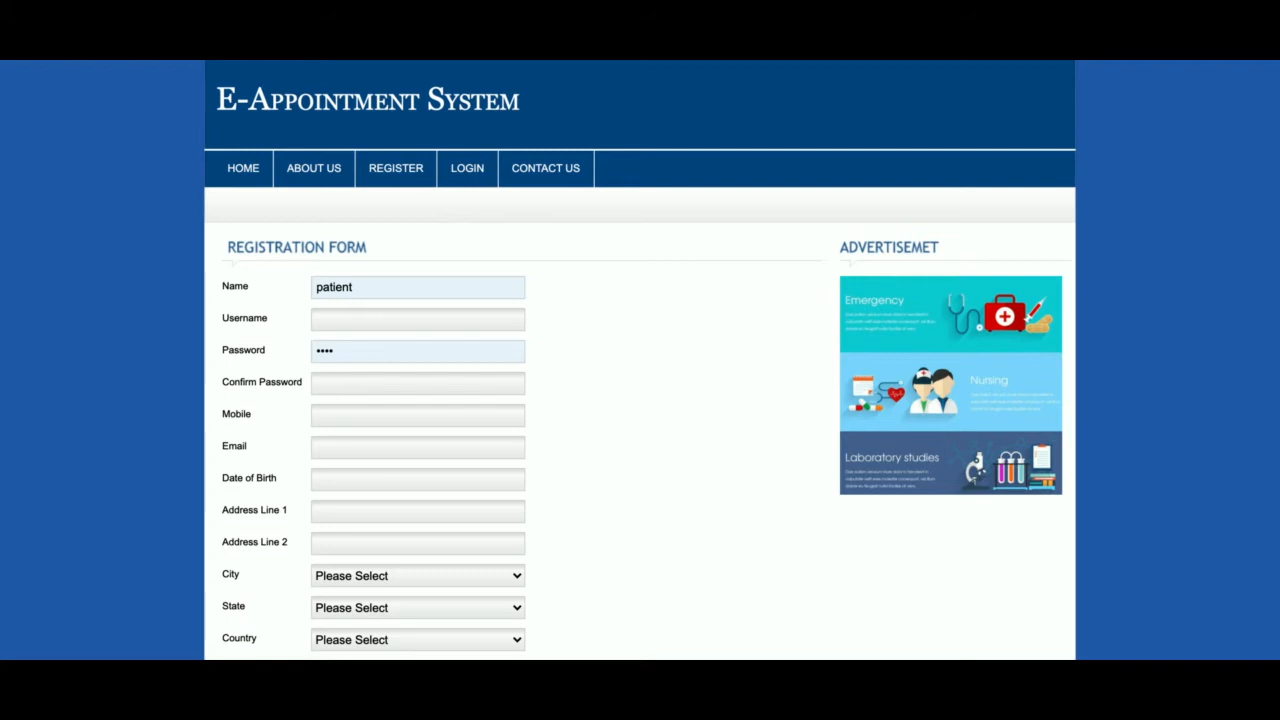 E-Appointment System
HOME ABOUT US REGISTER LOGIN CONTACT US
REGISTRATION FORM
Name patient
Username
Password ••••
Confirm Password
Mobile
Email
Date of Birth
Address Line 1
Address Line 2
City Please Select
State Please Select
Country Please Select
ADVERTISEMET
Emergency
Nursing
Laboratory studies